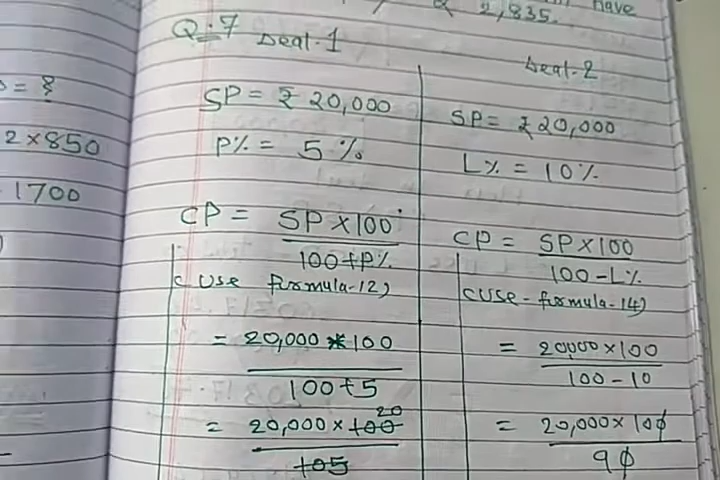 have
₹ 2,835.
Q.7 Deal-1
SP = ₹ 20,000
P% = 5%
CP = SP×100
100+P%
(Use formula-12)
= 20,000 * 100
100+5
20
= 20,000 × 100
105
Deal-2
SP = ₹20,000
L% = 10%
CP = SP×100
100-L%
(Use-formula-14)
= 20,000×100
100-10
= 20,000×100
90
= ?
2×850
1700